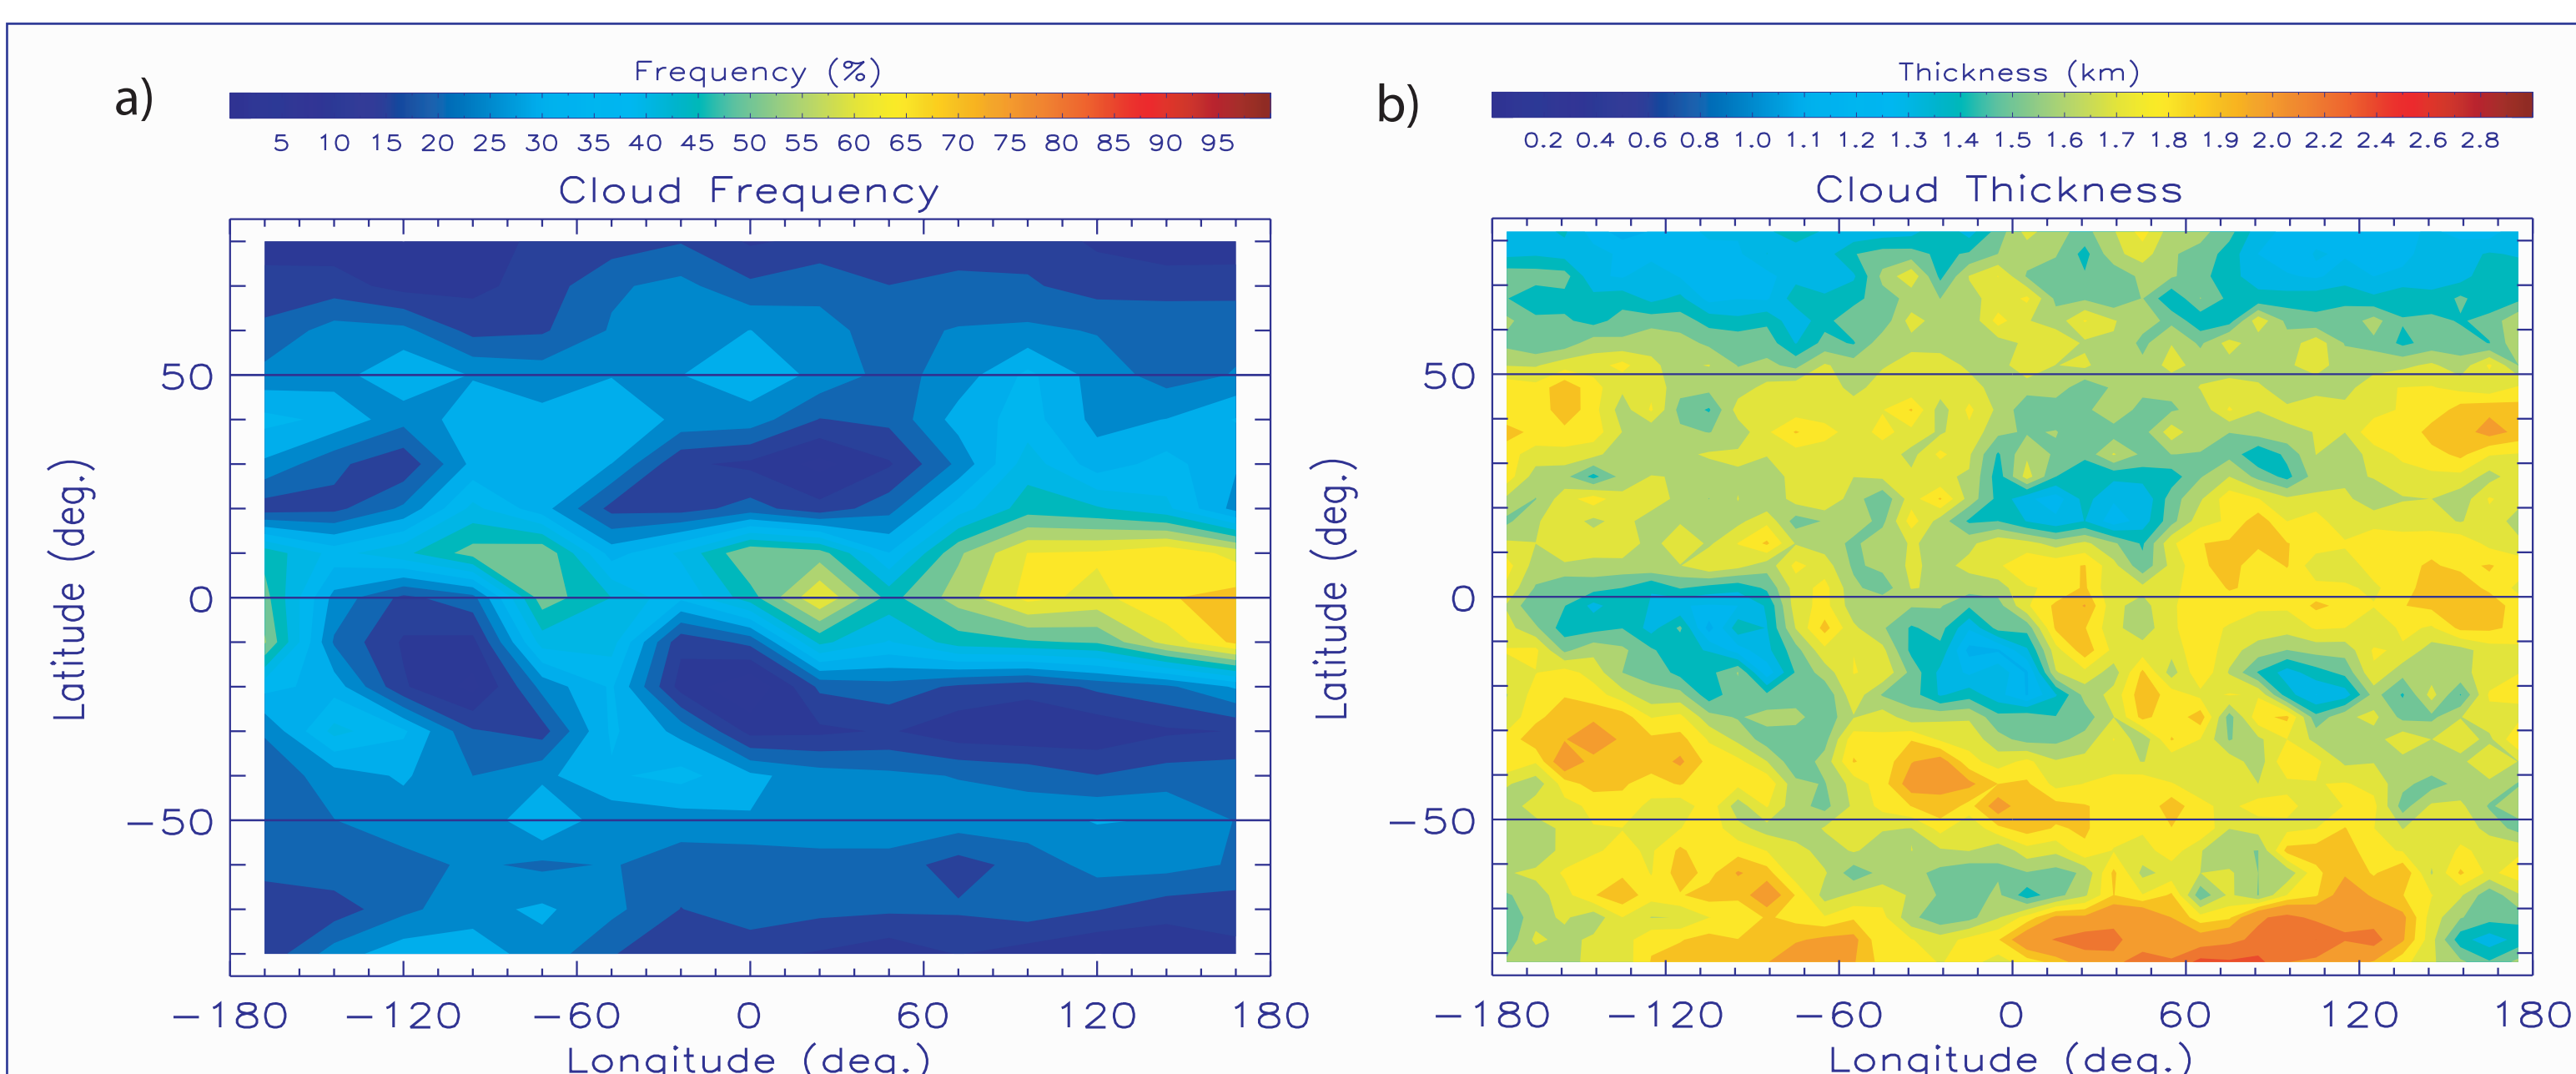 a)
Frequency (%)
5 10 15 20 25 30 35 40 45 50 55 60 65 70 75 80 85 90 95
Cloud Frequency
Latitude (deg.)
50
0
-50
-180 -120 -60 0 60 120 180
Longitude (deg.)
b)
Thickness (km)
0.2 0.4 0.6 0.8 1.0 1.1 1.2 1.3 1.4 1.5 1.6 1.7 1.8 1.9 2.0 2.2 2.4 2.6 2.8
Cloud Thickness
Latitude (deg.)
50
0
-50
-180 -120 -60 0 60 120 180
Longitude (deg.)